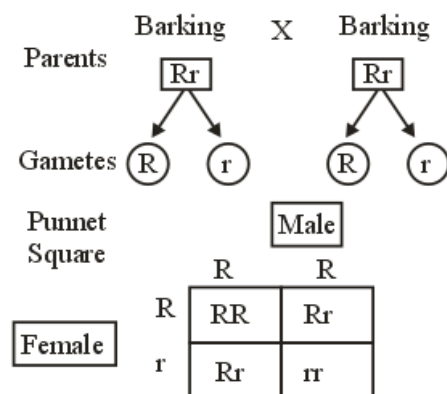 Barking X Barking
Parents
Rr Rr
Gametes R r R r
Punnet
Square
Male
R R
R RR Rr
Female
r Rr rr